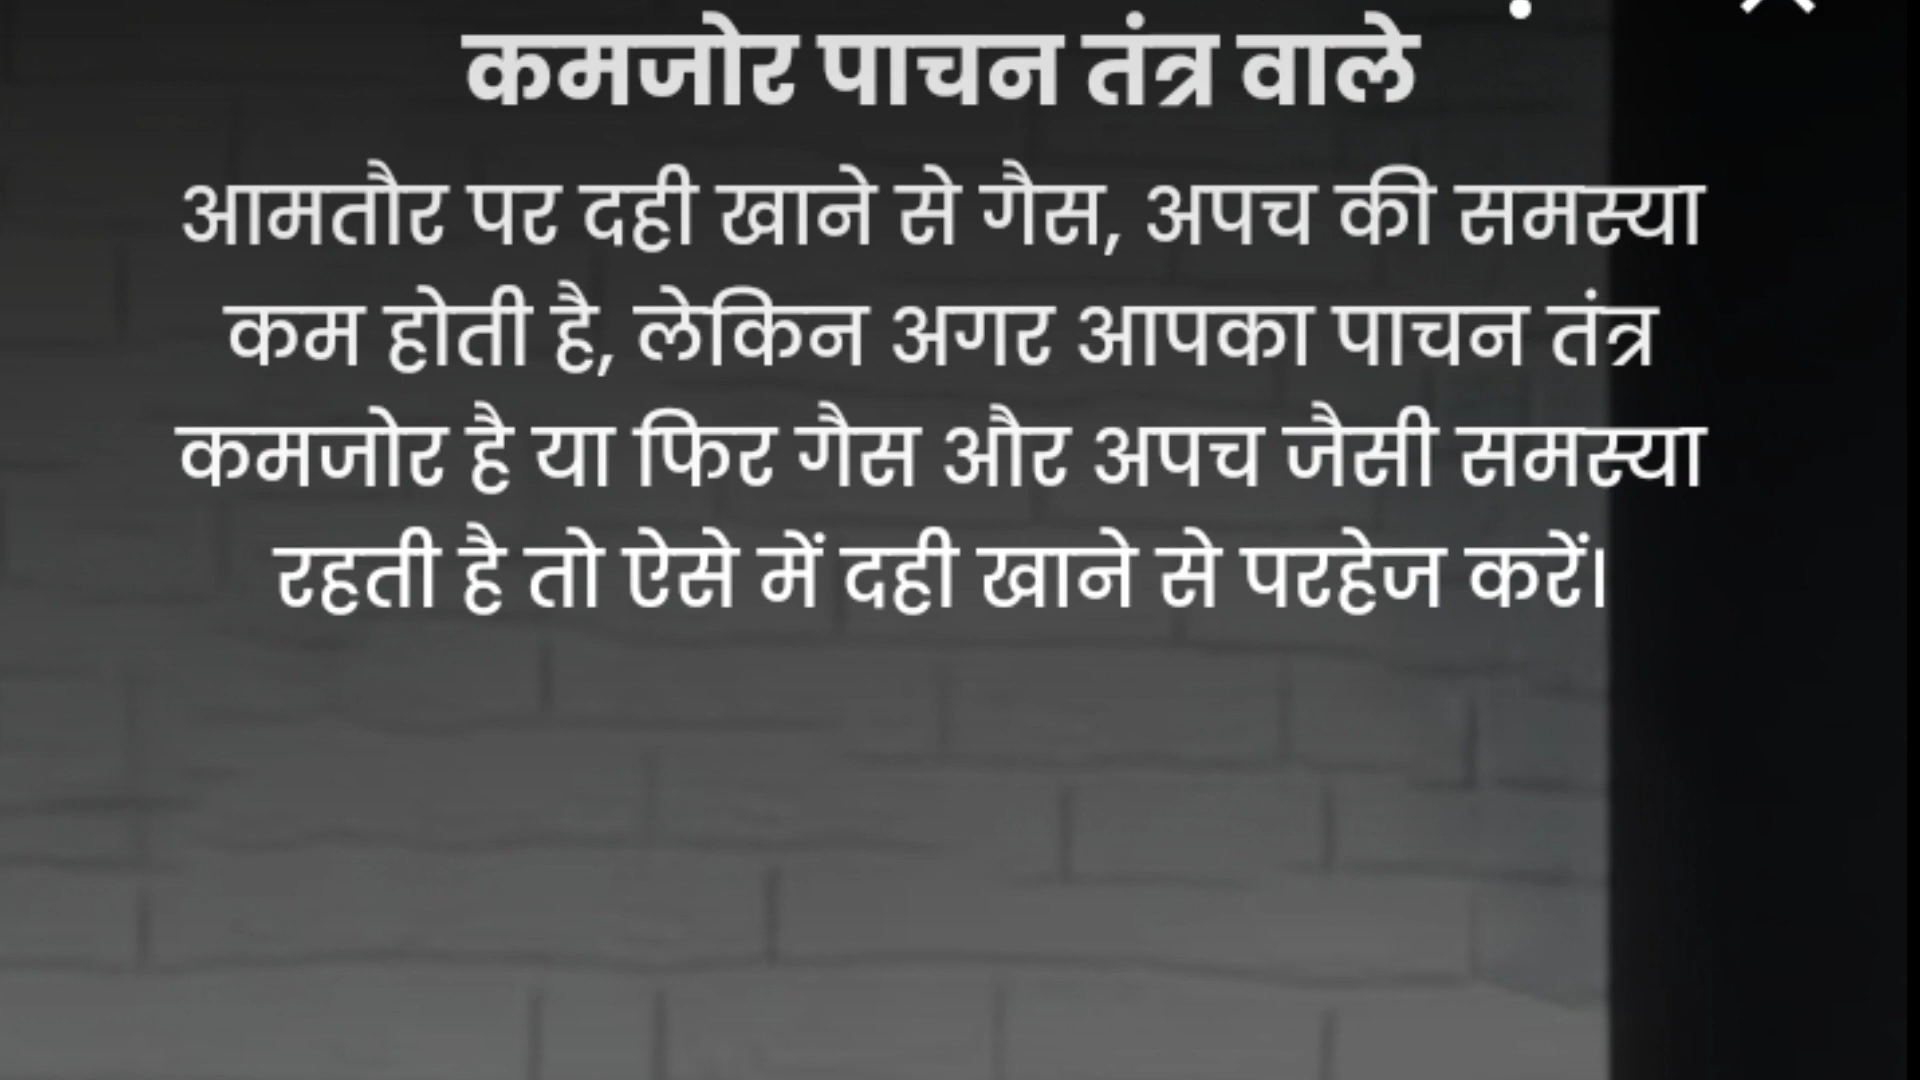 कमजोर पाचन तंत्र वाले
आमतौर पर दही खाने से गैस, अपच की समस्या
कम होती है, लेकिन अगर आपका पाचन तंत्र
कमजोर है या फिर गैस और अपच जैसी समस्या
रहती है तो ऐसे में दही खाने से परहेज करें।